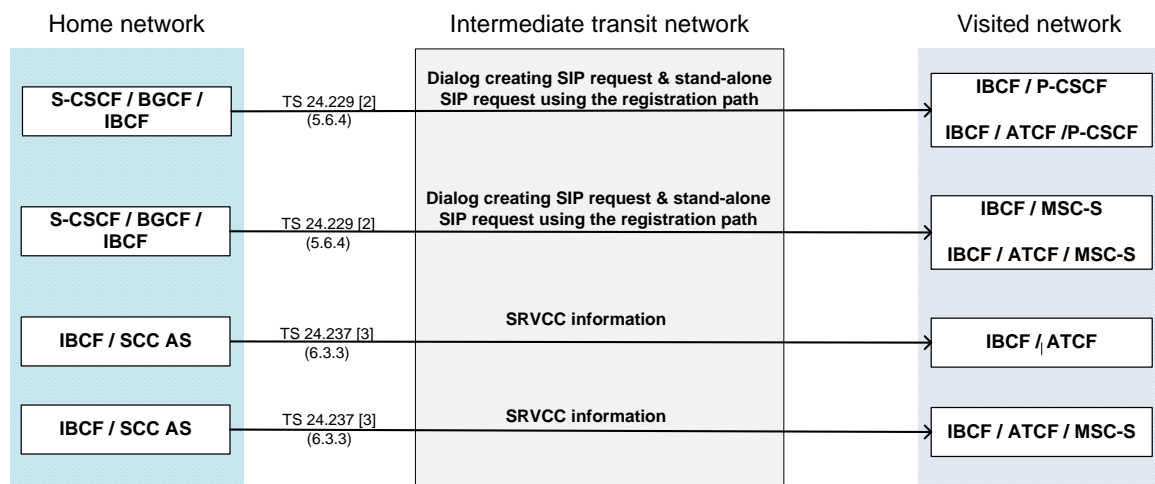 Home network
Intermediate transit network
Visited network
S-CSCF / BGCF /
IBCF
TS 24.229 [2]
(5.6.4)
Dialog creating SIP request & stand-alone
SIP request using the registration path
IBCF / P-CSCF
IBCF / ATCF /P-CSCF
S-CSCF / BGCF /
IBCF
TS 24.229 [2]
(5.6.4)
Dialog creating SIP request & stand-alone
SIP request using the registration path
IBCF / MSC-S
IBCF / ATCF / MSC-S
IBCF / SCC AS
TS 24.237 [3]
(6.3.3)
SRVCC information
IBCF / ATCF
IBCF / SCC AS
TS 24.237 [3]
(6.3.3)
SRVCC information
IBCF / ATCF / MSC-S